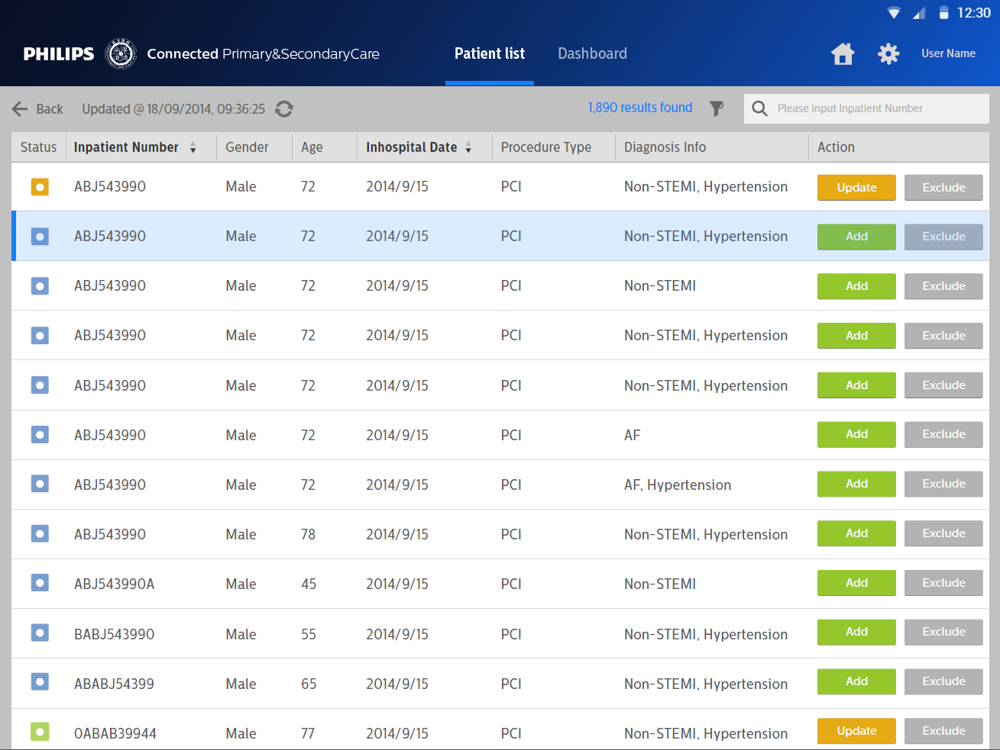 12:30
PHILIPS Connected Primary&SecondaryCare Patient list Dashboard User Name
Back Updated @ 18/09/2014, 09:36:25 1,890 results found Please input Inpatient Number
Status Inpatient Number Gender Age Inhospital Date Procedure Type Diagnosis Info Action
ABJ543990 Male 72 2014/9/15 PCI Non-STEMI, Hypertension Update Exclude
ABJ543990 Male 72 2014/9/15 PCI Non-STEMI, Hypertension Add Exclude
ABJ543990 Male 72 2014/9/15 PCI Non-STEMI Add Exclude
ABJ543990 Male 72 2014/9/15 PCI Non-STEMI, Hypertension Add Exclude
ABJ543990 Male 72 2014/9/15 PCI Non-STEMI, Hypertension Add Exclude
ABJ543990 Male 72 2014/9/15 PCI AF Add Exclude
ABJ543990 Male 72 2014/9/15 PCI AF, Hypertension Add Exclude
ABJ543990 Male 78 2014/9/15 PCI Non-STEMI, Hypertension Add Exclude
ABJ543990A Male 45 2014/9/15 PCI Non-STEMI Add Exclude
BABJ543990 Male 55 2014/9/15 PCI Non-STEMI, Hypertension Add Exclude
ABABJ54399 Male 65 2014/9/15 PCI Non-STEMI, Hypertension Add Exclude
0ABAB39944 Male 77 2014/9/15 PCI Non-STEMI, Hypertension Update Exclude